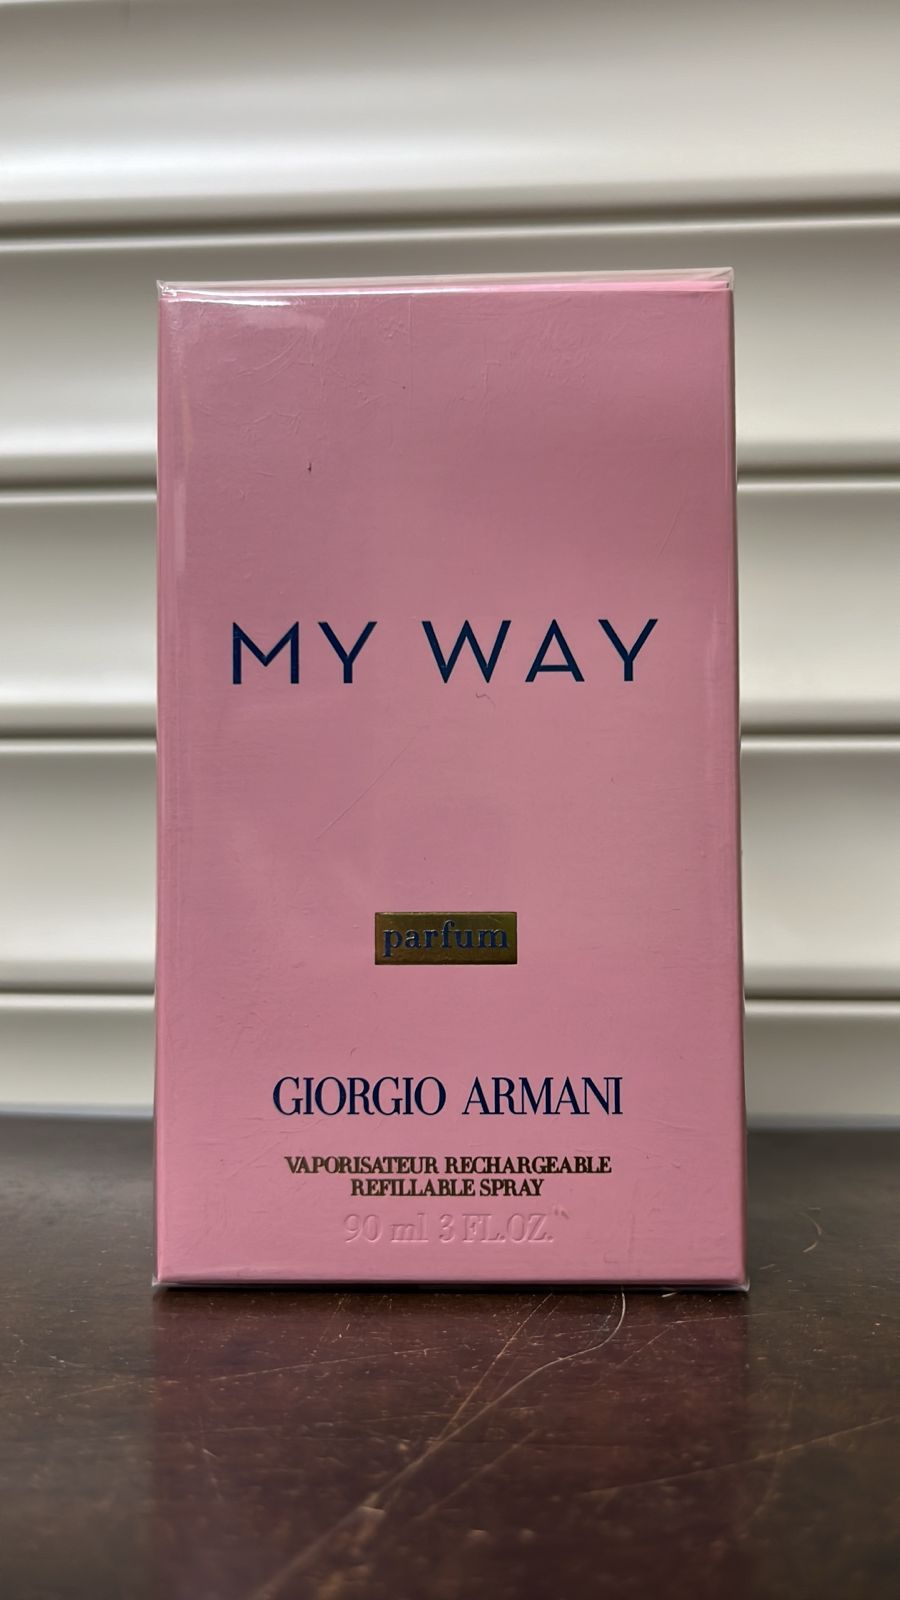 MY WAY
parfum
GIORGIO ARMANI
VAPORISATEUR RECHARGEABLE
REFILLABLE SPRAY
90 ml 3 FL.OZ.